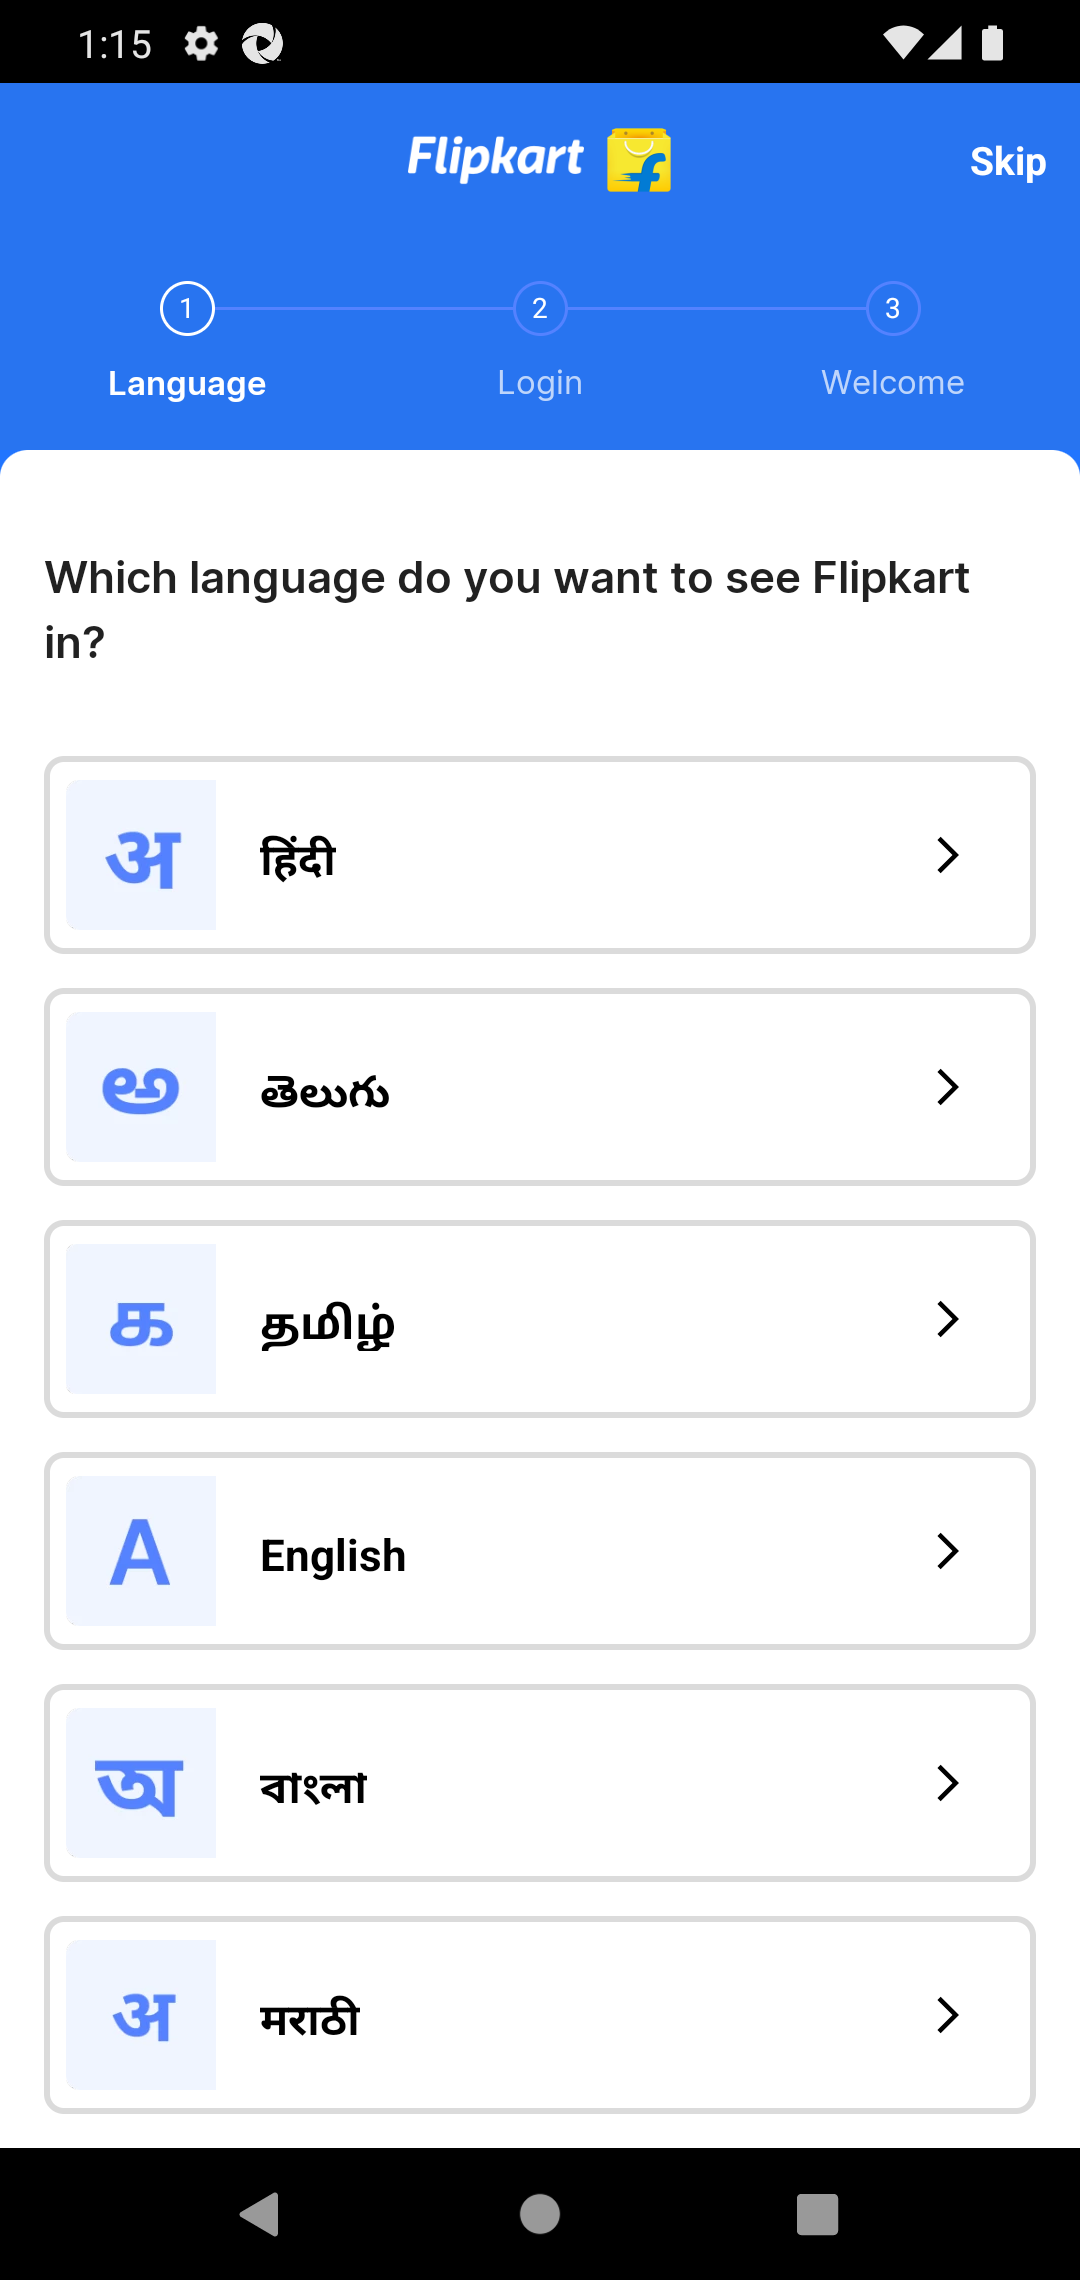 1:15
Flipkart
Skip
1 2 3
Language Login Welcome
Which language do you want to see Flipkart
in?
अ हिंदी
అ తెలుగు
க தமிழ்
A English
অ বাংলা
अ मराठी